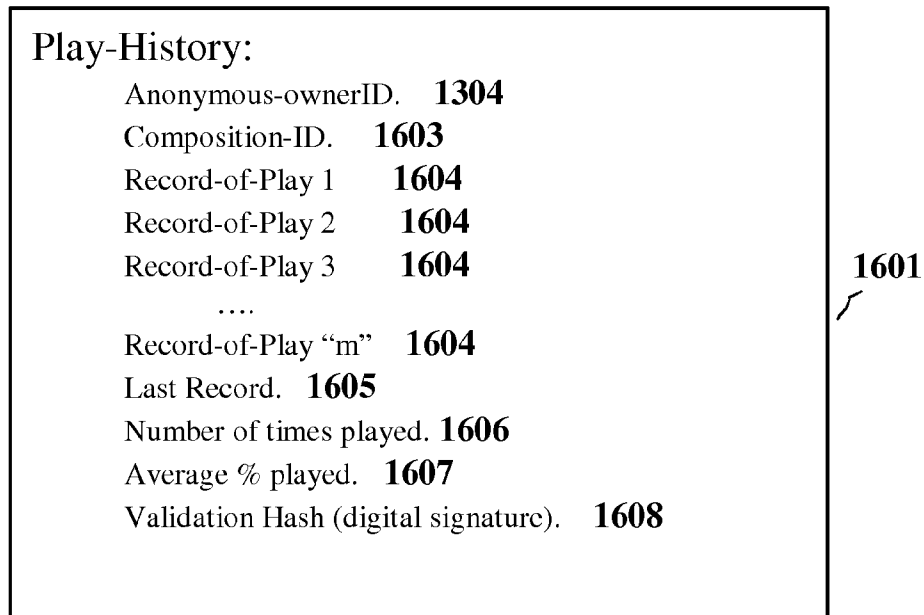 Play-History:
Anonymous-ownerID. 1304
Composition-ID. 1603
Record-of-Play 1 1604
Record-of-Play 2 1604
Record-of-Play 3 1604
1601
....
Record-of-Play “m” 1604
Last Record. 1605
Number of times played. 1606
Average % played. 1607
Validation Hash (digital signature). 1608